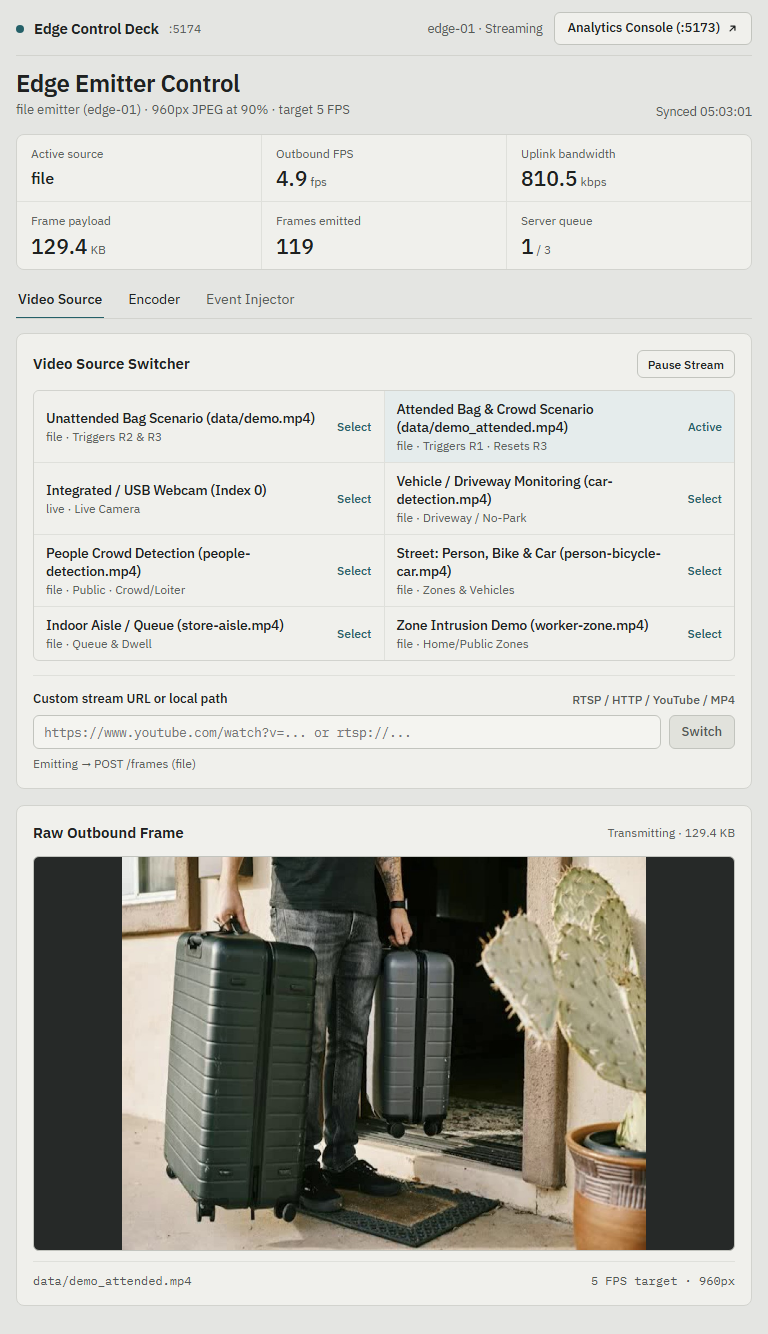 Edge Control Deck :5174
edge-01 · Streaming
Analytics Console (:5173) ↗
Edge Emitter Control
file emitter (edge-01) · 960px JPEG at 90% · target 5 FPS
Synced 05:03:01
Active source
file
Outbound FPS
4.9 fps
Uplink bandwidth
810.5 kbps
Frame payload
129.4 KB
Frames emitted
119
Server queue
1 / 3
Video Source
Encoder
Event Injector
Video Source Switcher
Pause Stream
Unattended Bag Scenario (data/demo.mp4)
file · Triggers R2 & R3
Select
Attended Bag & Crowd Scenario
(data/demo_attended.mp4)
file · Triggers R1 · Resets R3
Active
Integrated / USB Webcam (Index 0)
live · Live Camera
Select
Vehicle / Driveway Monitoring (car-
detection.mp4)
file · Driveway / No-Park
Select
People Crowd Detection (people-
detection.mp4)
file · Public · Crowd/Loiter
Select
Street: Person, Bike & Car (person-bicycle-
car.mp4)
file · Zones & Vehicles
Select
Indoor Aisle / Queue (store-aisle.mp4)
file · Queue & Dwell
Select
Zone Intrusion Demo (worker-zone.mp4)
file · Home/Public Zones
Select
Custom stream URL or local path
RTSP / HTTP / YouTube / MP4
https://www.youtube.com/watch?v=... or rtsp://...
Switch
Emitting → POST /frames (file)
Raw Outbound Frame
Transmitting · 129.4 KB
data/demo_attended.mp4
5 FPS target · 960px